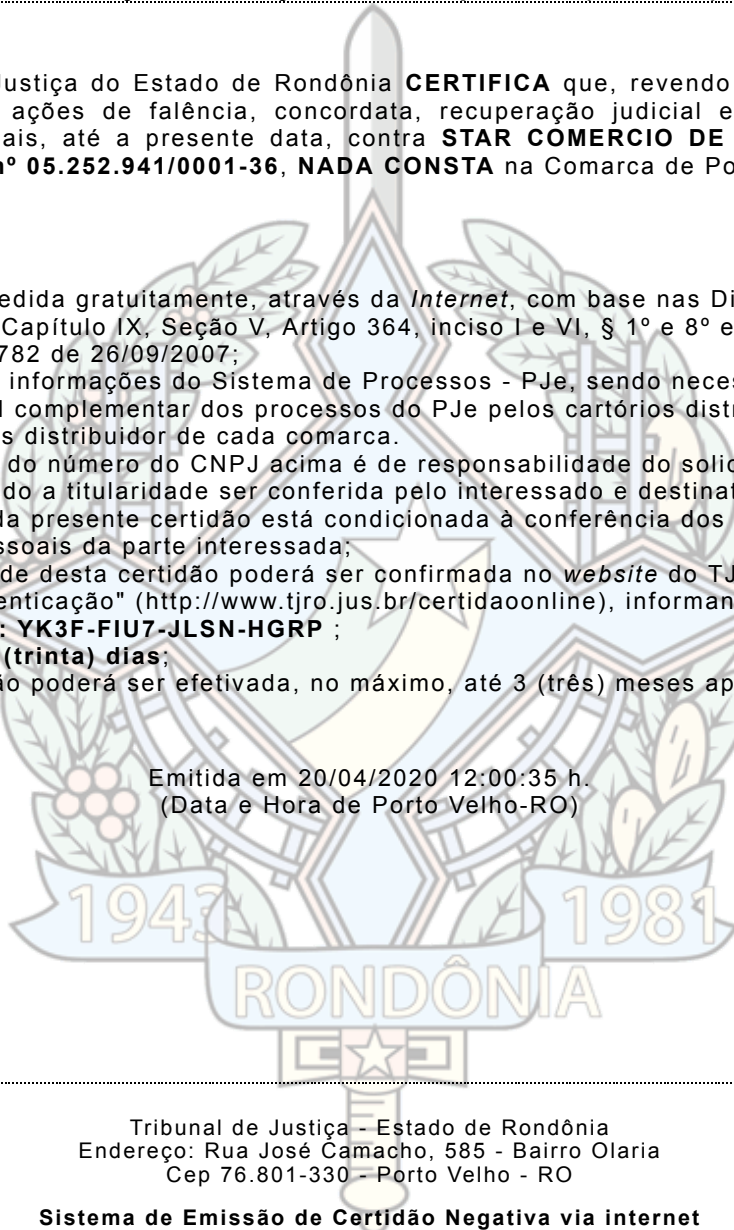 Justiça do Estado de Rondônia CERTIFICA que, revendo
ações de falência, concordata, recuperação judicial e
ais, até a presente data, contra STAR COMERCIO DE
nº 05.252.941/0001-36, NADA CONSTA na Comarca de Po
edida gratuitamente, através da Internet, com base nas Di
Capítulo IX, Seção V, Artigo 364, inciso I e VI, § 1º e 8º e
782 de 26/09/2007;
informações do Sistema de Processos - PJe, sendo neces
l complementar dos processos do PJe pelos cartórios distr
s distribuidor de cada comarca.
do número do CNPJ acima é de responsabilidade do solic
do a titularidade ser conferida pelo interessado e destinat
da presente certidão está condicionada à conferência dos
ssoais da parte interessada;
de desta certidão poderá ser confirmada no website do TJ
enticação" (http://www.tjro.jus.br/certidaoonline), informan
: YK3F-FIU7-JLSN-HGRP ;
(trinta) dias;
ão poderá ser efetivada, no máximo, até 3 (três) meses ap
Emitida em 20/04/2020 12:00:35 h.
(Data e Hora de Porto Velho-RO)
1943 1981
RONDÔNIA
Tribunal de Justiça - Estado de Rondônia
Endereço: Rua José Camacho, 585 - Bairro Olaria
Cep 76.801-330 - Porto Velho - RO
Sistema de Emissão de Certidão Negativa via internet